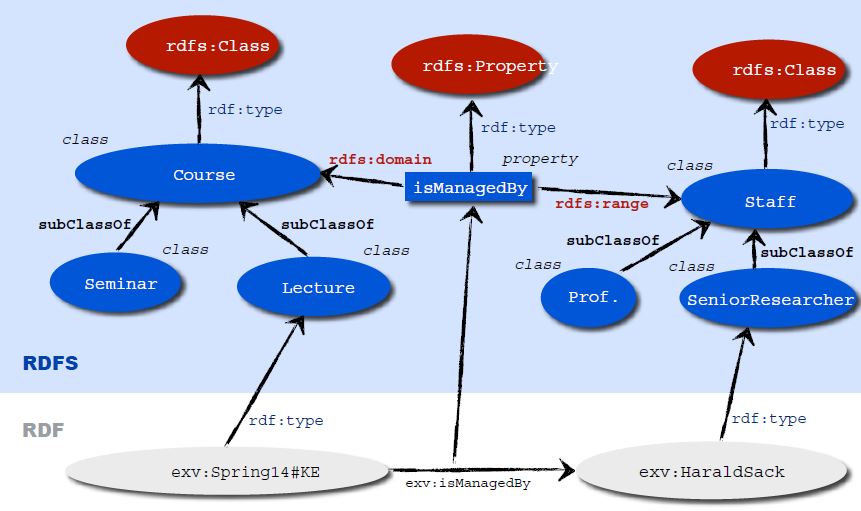 rdfs:Class
rdfs:Property
rdfs:Class
rdf:type
rdf:type
rdf:type
class
rdfs:domain
property
class
Course
isManagedBy
Staff
rdfs:range
subClassOf
subClassOf
subClassOf
subClassOf
class
class
class
class
Seminar
Lecture
Prof.
SeniorResearcher
RDFS
rdf:type
rdf:type
RDF
exv:Spring14#KE
exv:isManagedBy
exv:HaraldSack